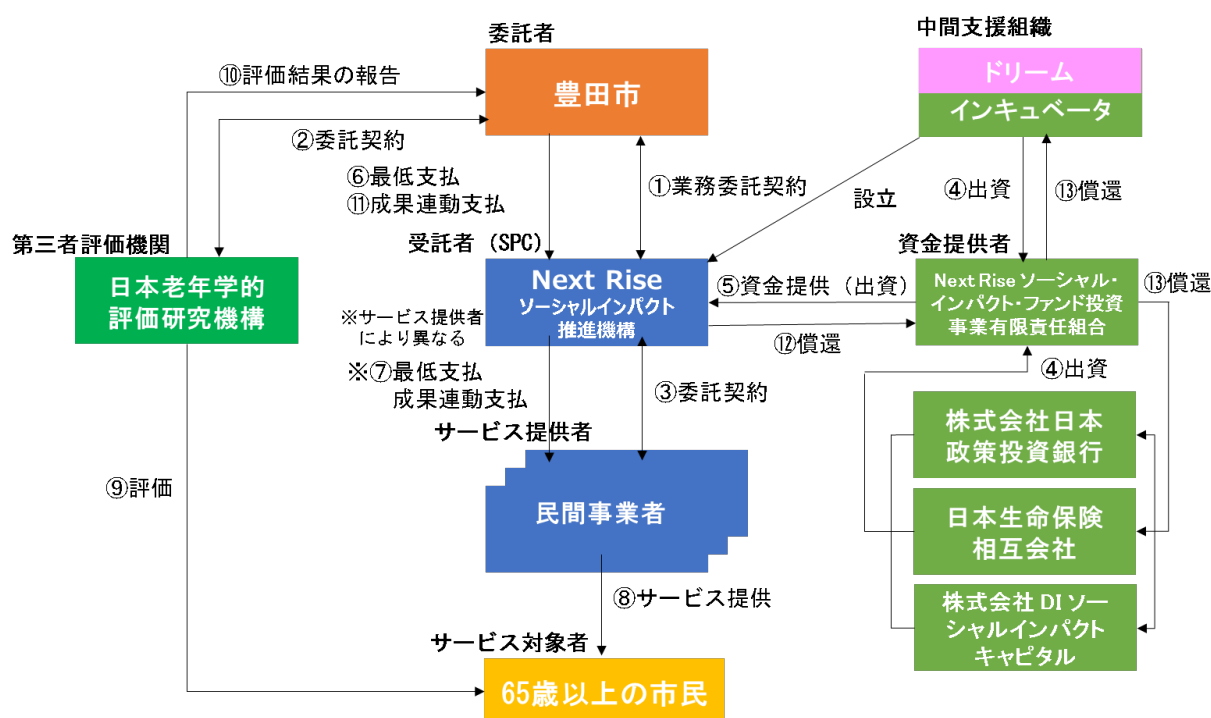 委託者
中間支援組織
⑩評価結果の報告
豊田市
ドリーム
インキュベータ
②委託契約
⑥最低支払
⑪成果連動支払
①業務委託契約
設立
④出資
⑬償還
第三者評価機関
受託者（SPC）
資金提供者
日本老年学的
評価研究機構
Next Rise
ソーシャルインパクト
推進機構
⑤資金提供（出資）
Next Rise ソーシャル・
インパクト・ファンド投資
事業有限責任組合
⑬償還
※サービス提供者
により異なる
⑫償還
※⑦最低支払
成果連動支払
③委託契約
④出資
サービス提供者
株式会社日本
政策投資銀行
⑨評価
民間事業者
日本生命保険
相互会社
⑧サービス提供
株式会社 DI ソー
シャルインパクト
キャピタル
サービス対象者
65歳以上の市民